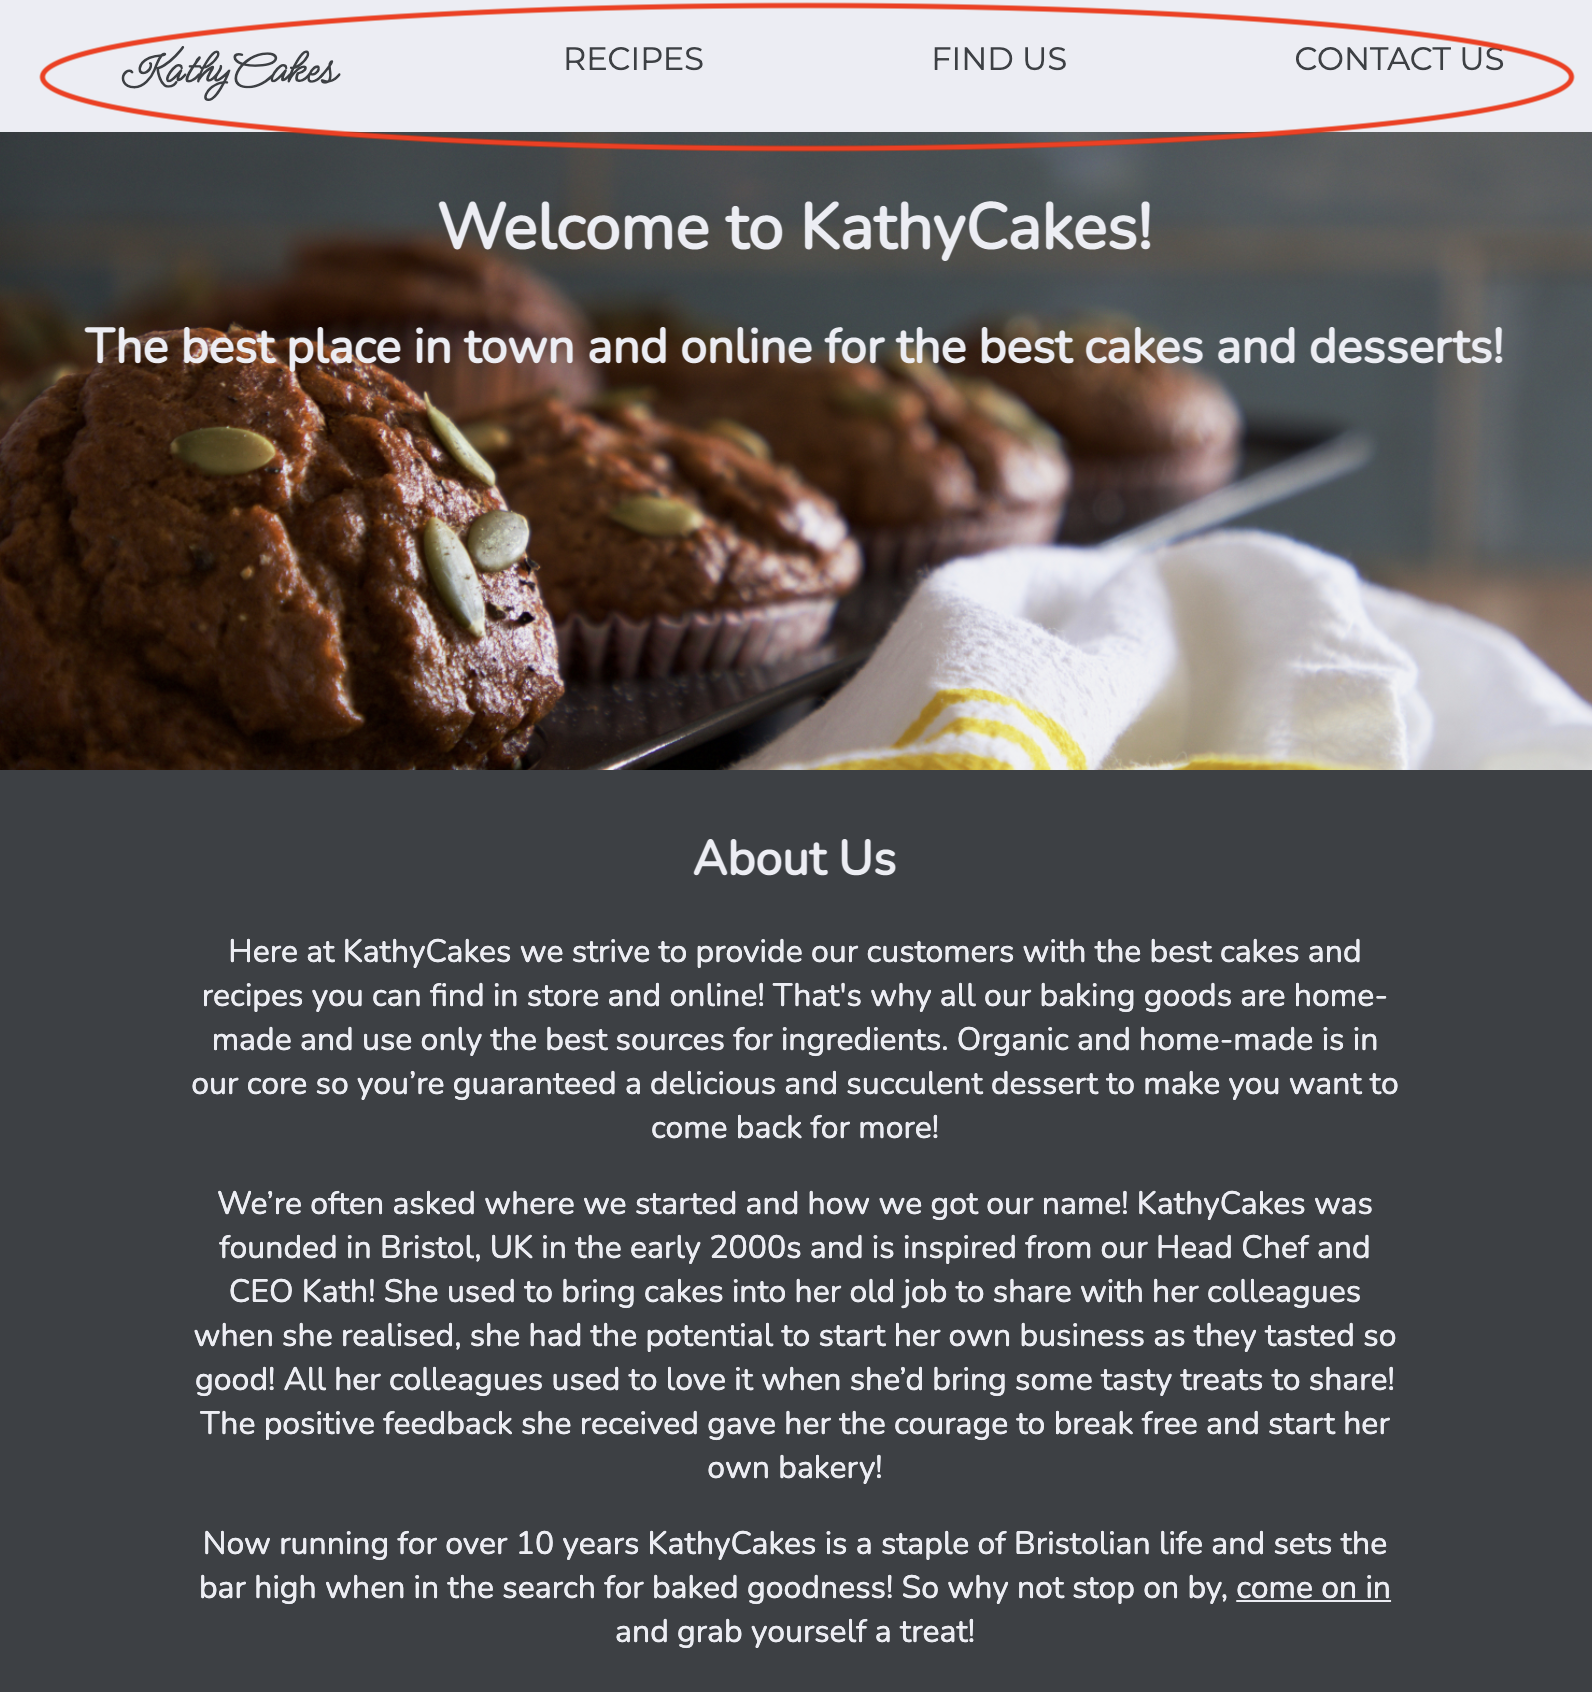 KathyCakes RECIPES FIND US CONTACT US
Welcome to KathyCakes!
The best place in town and online for the best cakes and desserts!
About Us
Here at KathyCakes we strive to provide our customers with the best cakes and
recipes you can find in store and online! That's why all our baking goods are home-
made and use only the best sources for ingredients. Organic and home-made is in
our core so you’re guaranteed a delicious and succulent dessert to make you want to
come back for more!
We’re often asked where we started and how we got our name! KathyCakes was
founded in Bristol, UK in the early 2000s and is inspired from our Head Chef and
CEO Kath! She used to bring cakes into her old job to share with her colleagues
when she realised, she had the potential to start her own business as they tasted so
good! All her colleagues used to love it when she’d bring some tasty treats to share!
The positive feedback she received gave her the courage to break free and start her
own bakery!
Now running for over 10 years KathyCakes is a staple of Bristolian life and sets the
bar high when in the search for baked goodness! So why not stop on by, come on in
and grab yourself a treat!